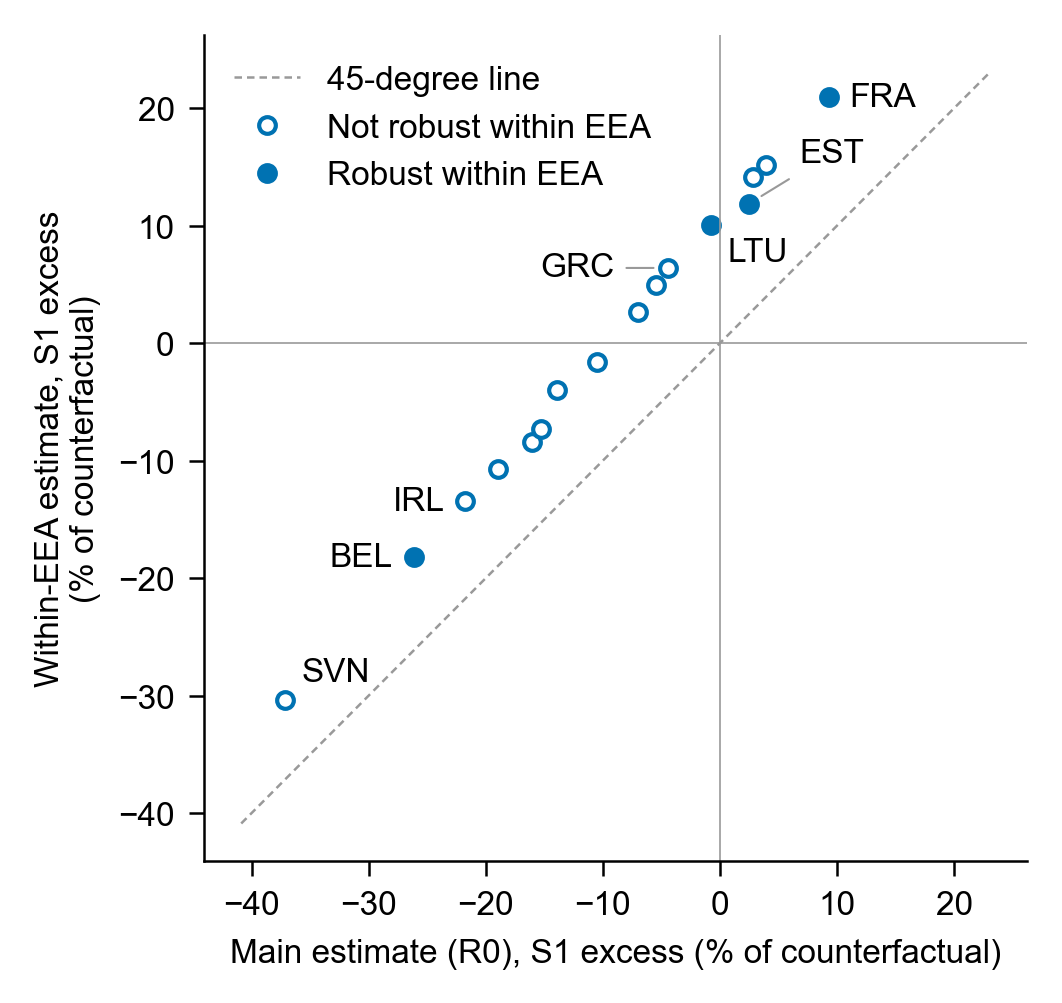 45-degree line
Not robust within EEA
Robust within EEA
FRA
EST
LTU
GRC
IRL
BEL
SVN
20
10
0
−10
−20
−30
−40
Within-EEA estimate, S1 excess
(% of counterfactual)
−40
−30
−20
−10
0
10
20
Main estimate (R0), S1 excess (% of counterfactual)